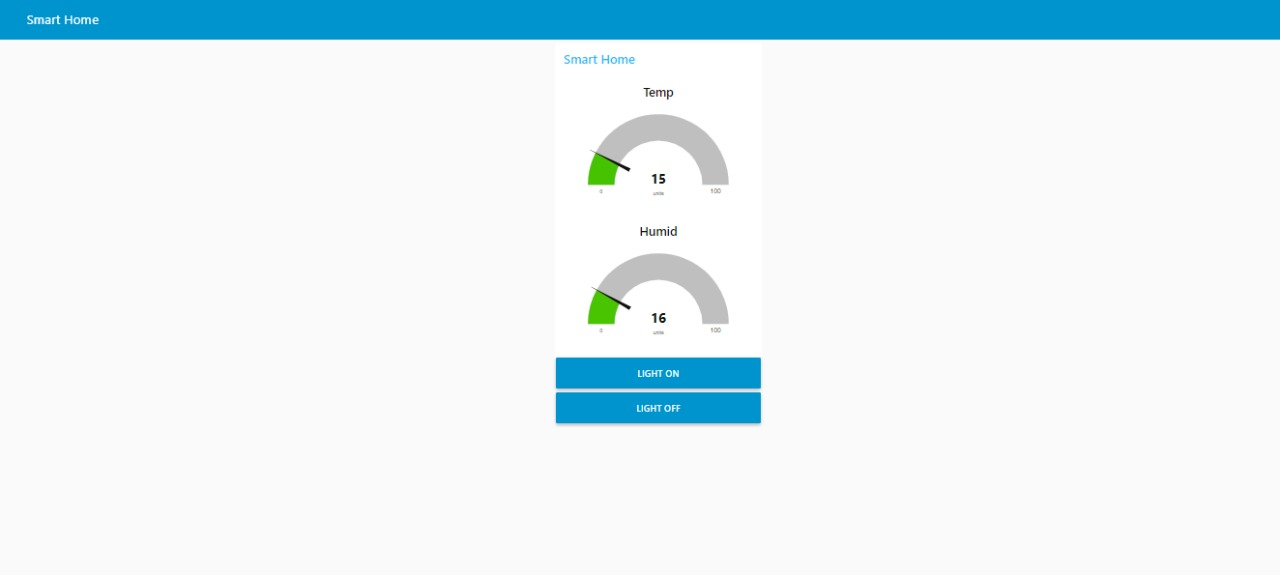 Smart Home
Smart Home
Temp
15
units
0
100
Humid
16
units
0
100
LIGHT ON
LIGHT OFF